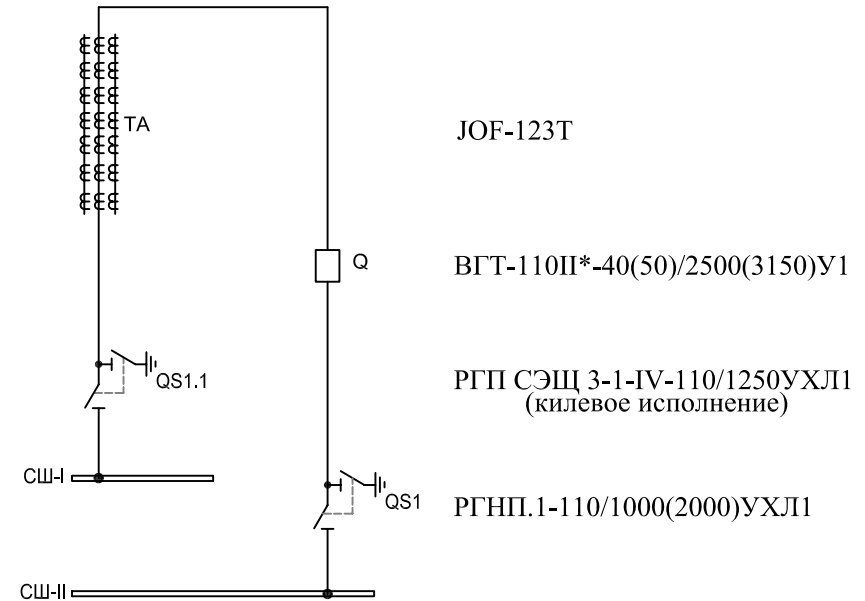 TA
JOF-123Т
Q
ВГТ-110II*-40(50)/2500(3150)У1
QS1.1
РГП СЭЩ 3-1-IV-110/1250УХЛ1
(килевое исполнение)
СШ-I
QS1
РГНП.1-110/1000(2000)УХЛ1
СШ-II